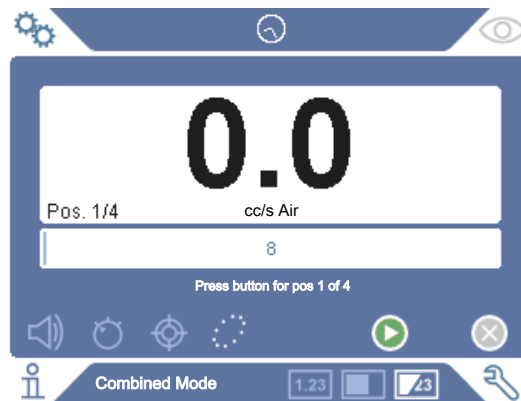 0.0
Pos. 1/4
cc/s Air
8
Press button for pos 1 of 4
Combined Mode
1.23
23